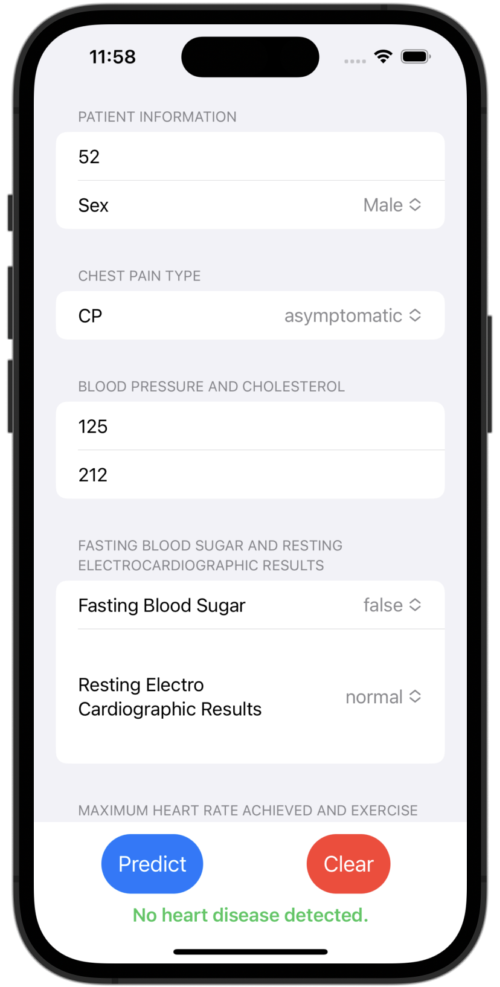 11:58
PATIENT INFORMATION
52
Sex Male
CHEST PAIN TYPE
CP asymptomatic
BLOOD PRESSURE AND CHOLESTEROL
125
212
FASTING BLOOD SUGAR AND RESTING
ELECTROCARDIOGRAPHIC RESULTS
Fasting Blood Sugar false
Resting Electro
Cardiographic Results normal
MAXIMUM HEART RATE ACHIEVED AND EXERCISE
Predict Clear
No heart disease detected.